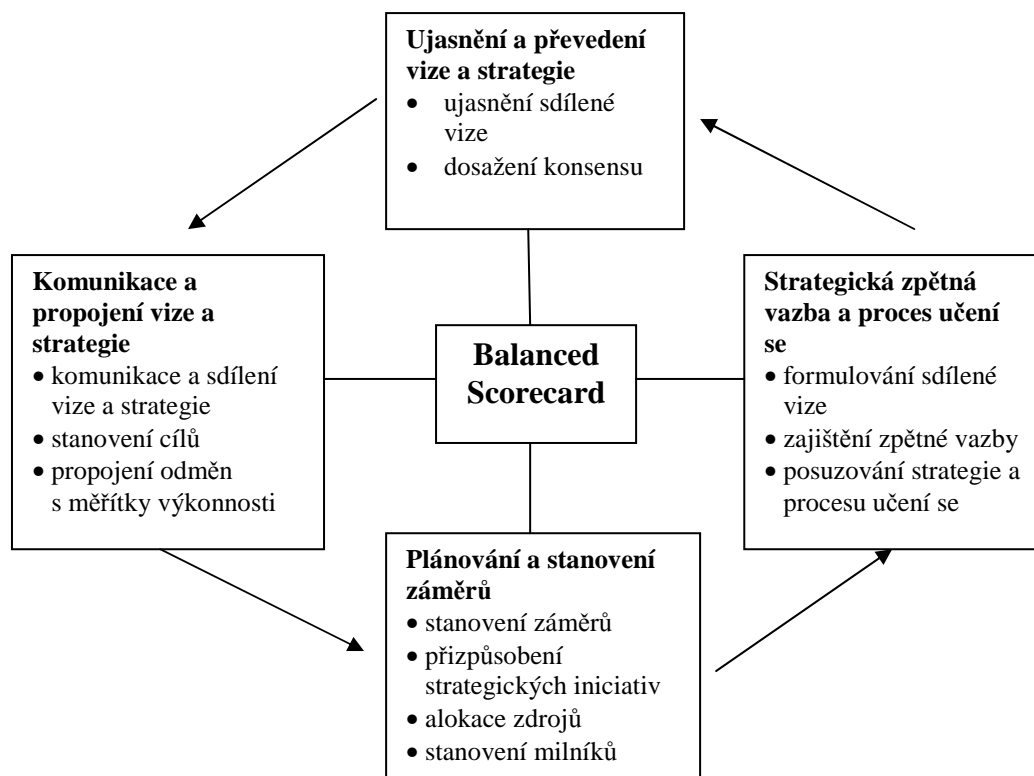 Ujasnění a převedení
vize a strategie
• ujasnění sdílené
vize
• dosažení konsensu
Komunikace a
propojení vize a
strategie
• komunikace a sdílení
vize a strategie
• stanovení cílů
• propojení odměn
s měřítky výkonnosti
Balanced
Scorecard
Strategická zpětná
vazba a proces učení
se
• formulování sdílené
vize
• zajištění zpětné vazby
• posuzování strategie a
procesu učení se
Plánování a stanovení
záměrů
• stanovení záměrů
• přizpůsobení
strategických iniciativ
• alokace zdrojů
• stanovení milníků